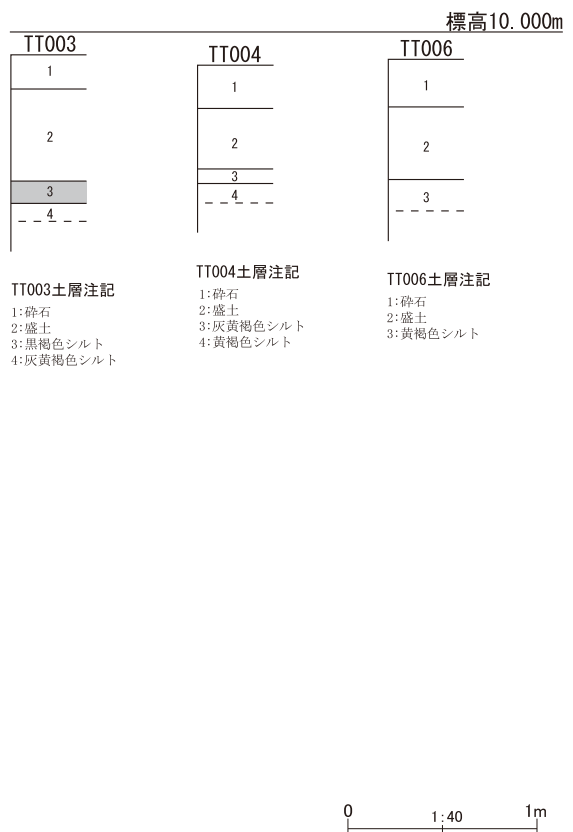 標高10.000m
TT003
1
2
3
4
TT004
1
2
3
4
TT006
1
2
3
TT003土層注記
1:砕石
2:盛土
3:黒褐色シルト
4:灰黄褐色シルト
TT004土層注記
1:砕石
2:盛土
3:灰黄褐色シルト
4:黄褐色シルト
TT006土層注記
1:砕石
2:盛土
3:黄褐色シルト
0 1:40 1m